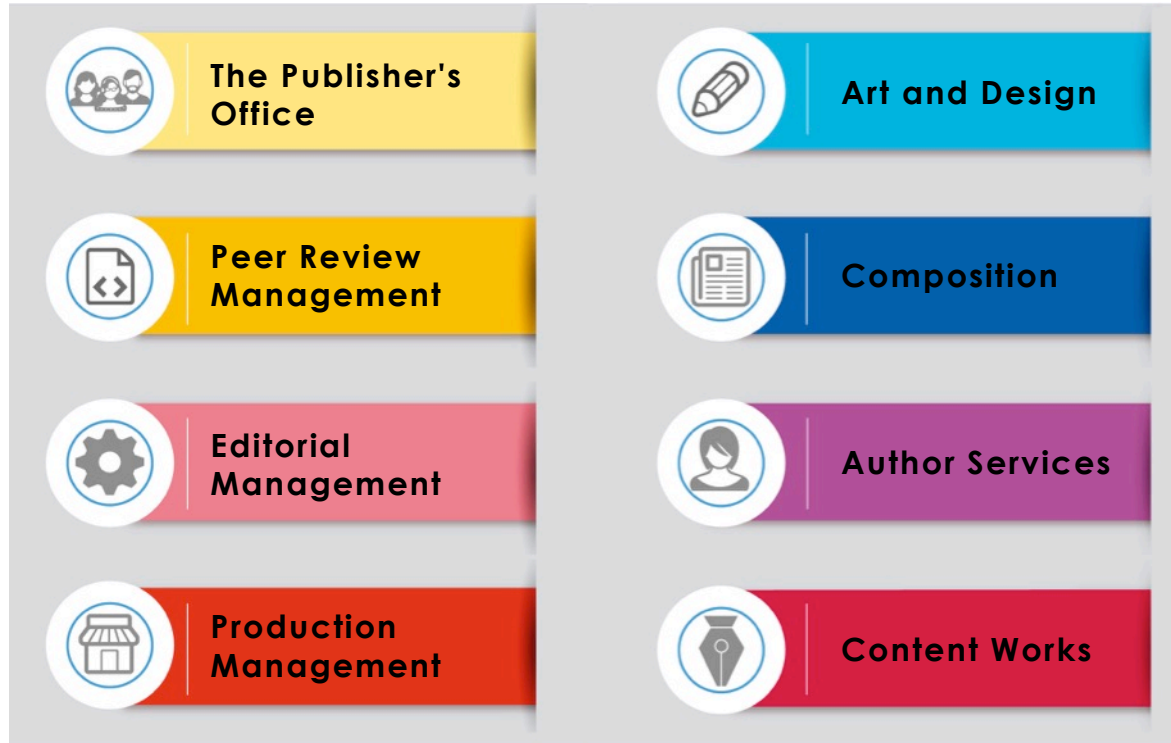 The Publisher's
Office
Peer Review
Management
Editorial
Management
Production
Management
Art and Design
Composition
Author Services
Content Works